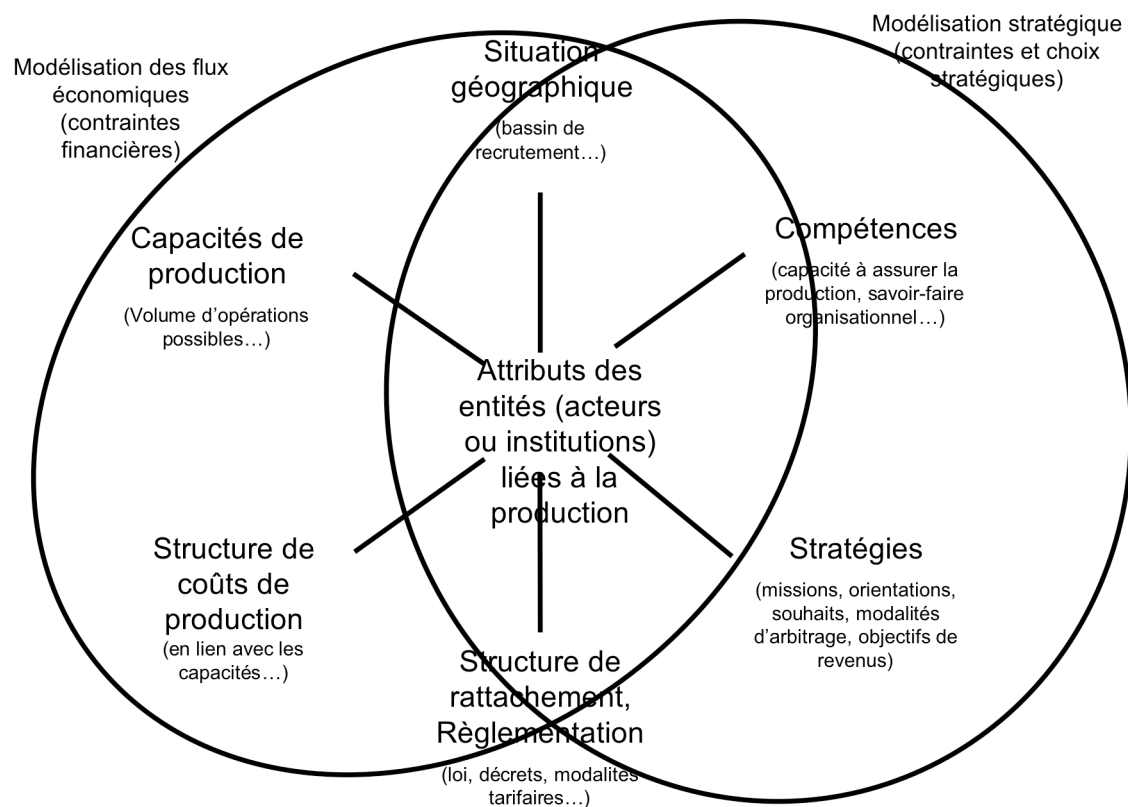 Modélisation des flux
économiques
(contraintes
financières)
Situation
géographique
(bassin de
recrutement…)
Modélisation stratégique
(contraintes et choix
stratégiques)
Capacités de
production
(Volume d’opérations
possibles…)
Compétences
(capacité à assurer la
production, savoir-faire
organisationnel…)
Attributs des
entités (acteurs
ou institutions)
liées à la
production
Structure de
coûts de
production
(en lien avec les
capacités…)
Stratégies
(missions, orientations,
souhaits, modalités
d’arbitrage, objectifs de
revenus)
Structure de
rattachement,
Règlementation
(loi, décrets, modalités
tarifaires…)